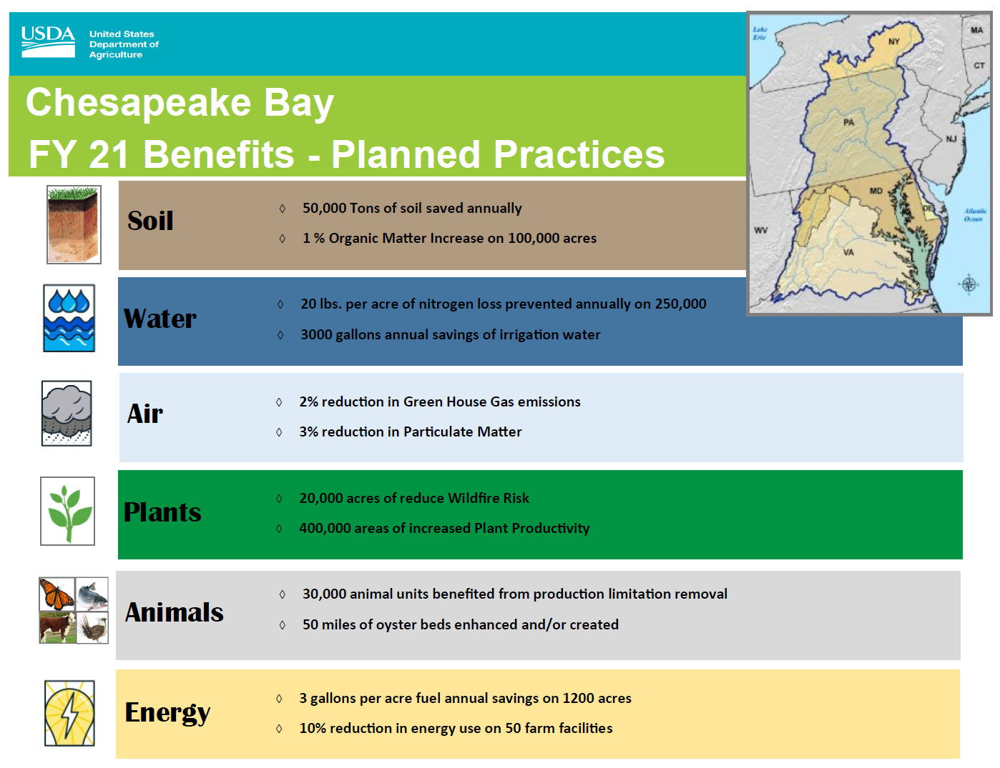 USDA
United States
Department of
Agriculture
Chesapeake Bay
FY 21 Benefits - Planned Practices
Lake
Erie
NY
MA
CT
PA
NJ
MD
DE
WV
VA
Atlantic
Ocean
Soil
◊ 50,000 Tons of soil saved annually
◊ 1 % Organic Matter Increase on 100,000 acres
Water
◊ 20 lbs. per acre of nitrogen loss prevented annually on 250,000
◊ 3000 gallons annual savings of irrigation water
Air
◊ 2% reduction in Green House Gas emissions
◊ 3% reduction in Particulate Matter
Plants
◊ 20,000 acres of reduce Wildfire Risk
◊ 400,000 areas of increased Plant Productivity
Animals
◊ 30,000 animal units benefited from production limitation removal
◊ 50 miles of oyster beds enhanced and/or created
Energy
◊ 3 gallons per acre fuel annual savings on 1200 acres
◊ 10% reduction in energy use on 50 farm facilities